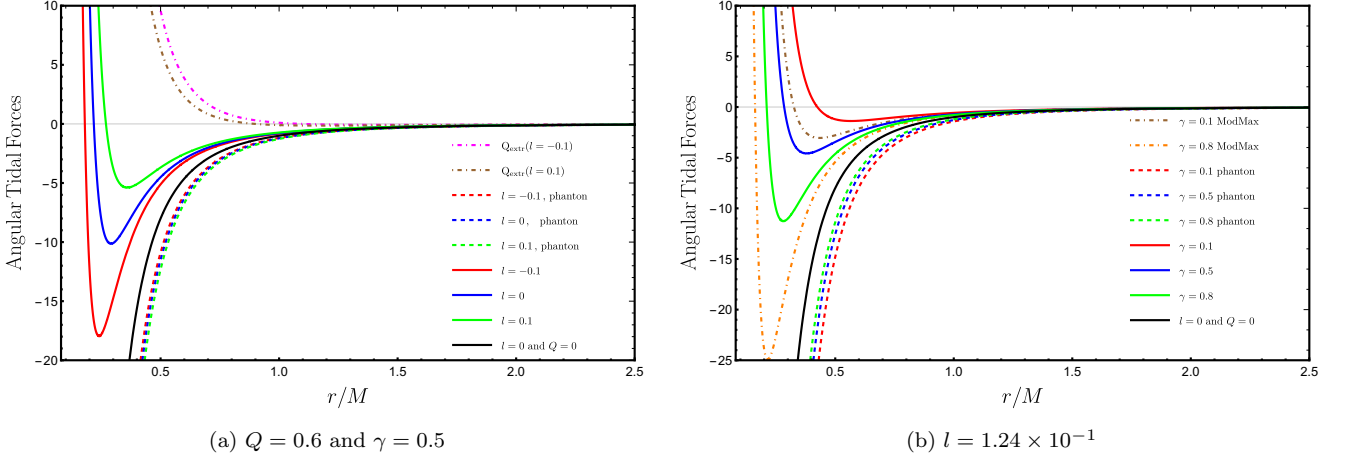 Angular Tidal Forces
10
5
0
−5
−10
−15
−20
0.5
1.0
1.5
2.0
2.5
r/M
Q_extr(l = −0.1)
Q_extr(l = 0.1)
l = −0.1 , phanton
l = 0 , phanton
l = 0.1 , phanton
l = −0.1
l = 0
l = 0.1
l = 0 and Q = 0
(a) Q = 0.6 and γ = 0.5
Angular Tidal Forces
10
5
0
−5
−10
−15
−20
−25
0.5
1.0
1.5
2.0
2.5
r/M
γ = 0.1 ModMax
γ = 0.8 ModMax
γ = 0.1 phanton
γ = 0.5 phanton
γ = 0.8 phanton
γ = 0.1
γ = 0.5
γ = 0.8
l = 0 and Q = 0
(b) l = 1.24 × 10⁻¹